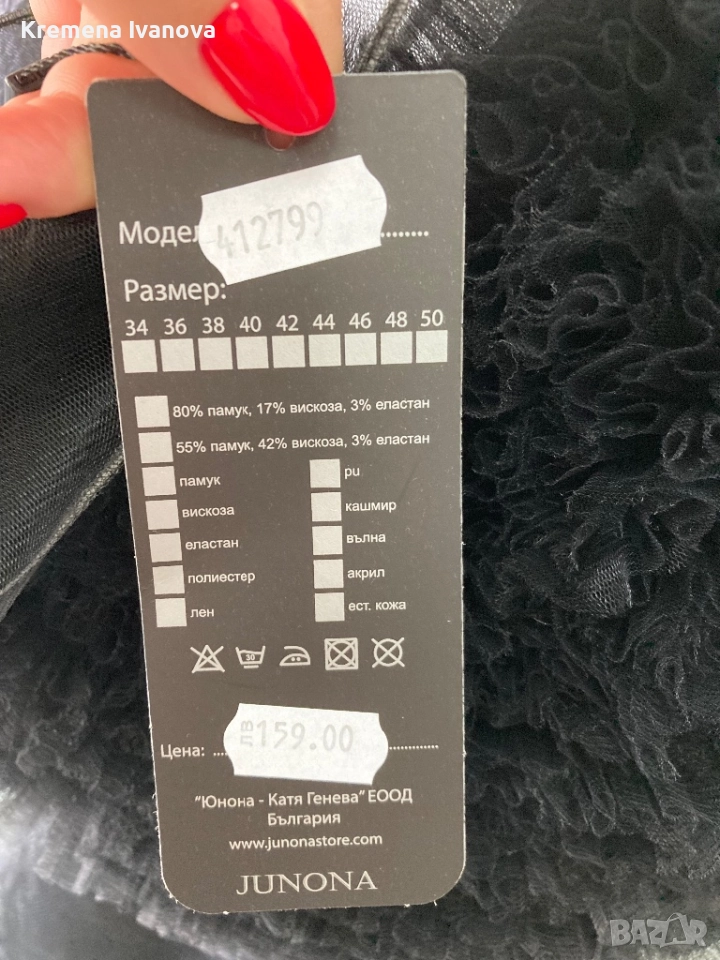 Kremena Ivanova
Модел 412799 ........
Размер:
34 36 38 40 42 44 46 48 50
80% памук, 17% вискоза, 3% еластан
55% памук, 42% вискоза, 3% еластан
памук
вискоза
еластан
полиестер
лен
pu
кашмир
вълна
акрил
ест. кожа
30
Цена: ... ЛВ 159.00 ............
"Юнона - Катя Генева" ЕООД
България
www.junonastore.com
JUNONA
BAZAR